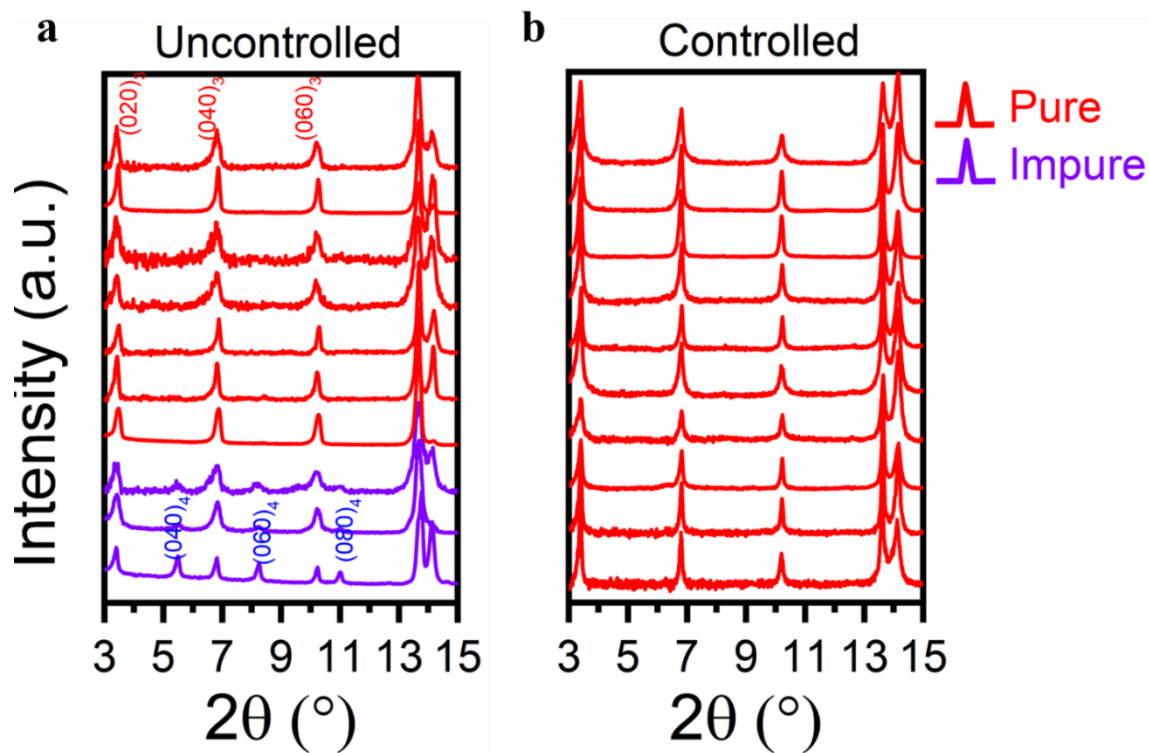 a
Uncontrolled
b
Controlled
(020)3
(040)3
(060)3
(040)4
(060)4
(080)4
Pure
Impure
Intensity (a.u.)
3 5 7 9 11 13 15
3 5 7 9 11 13 15
2θ (°)
2θ (°)